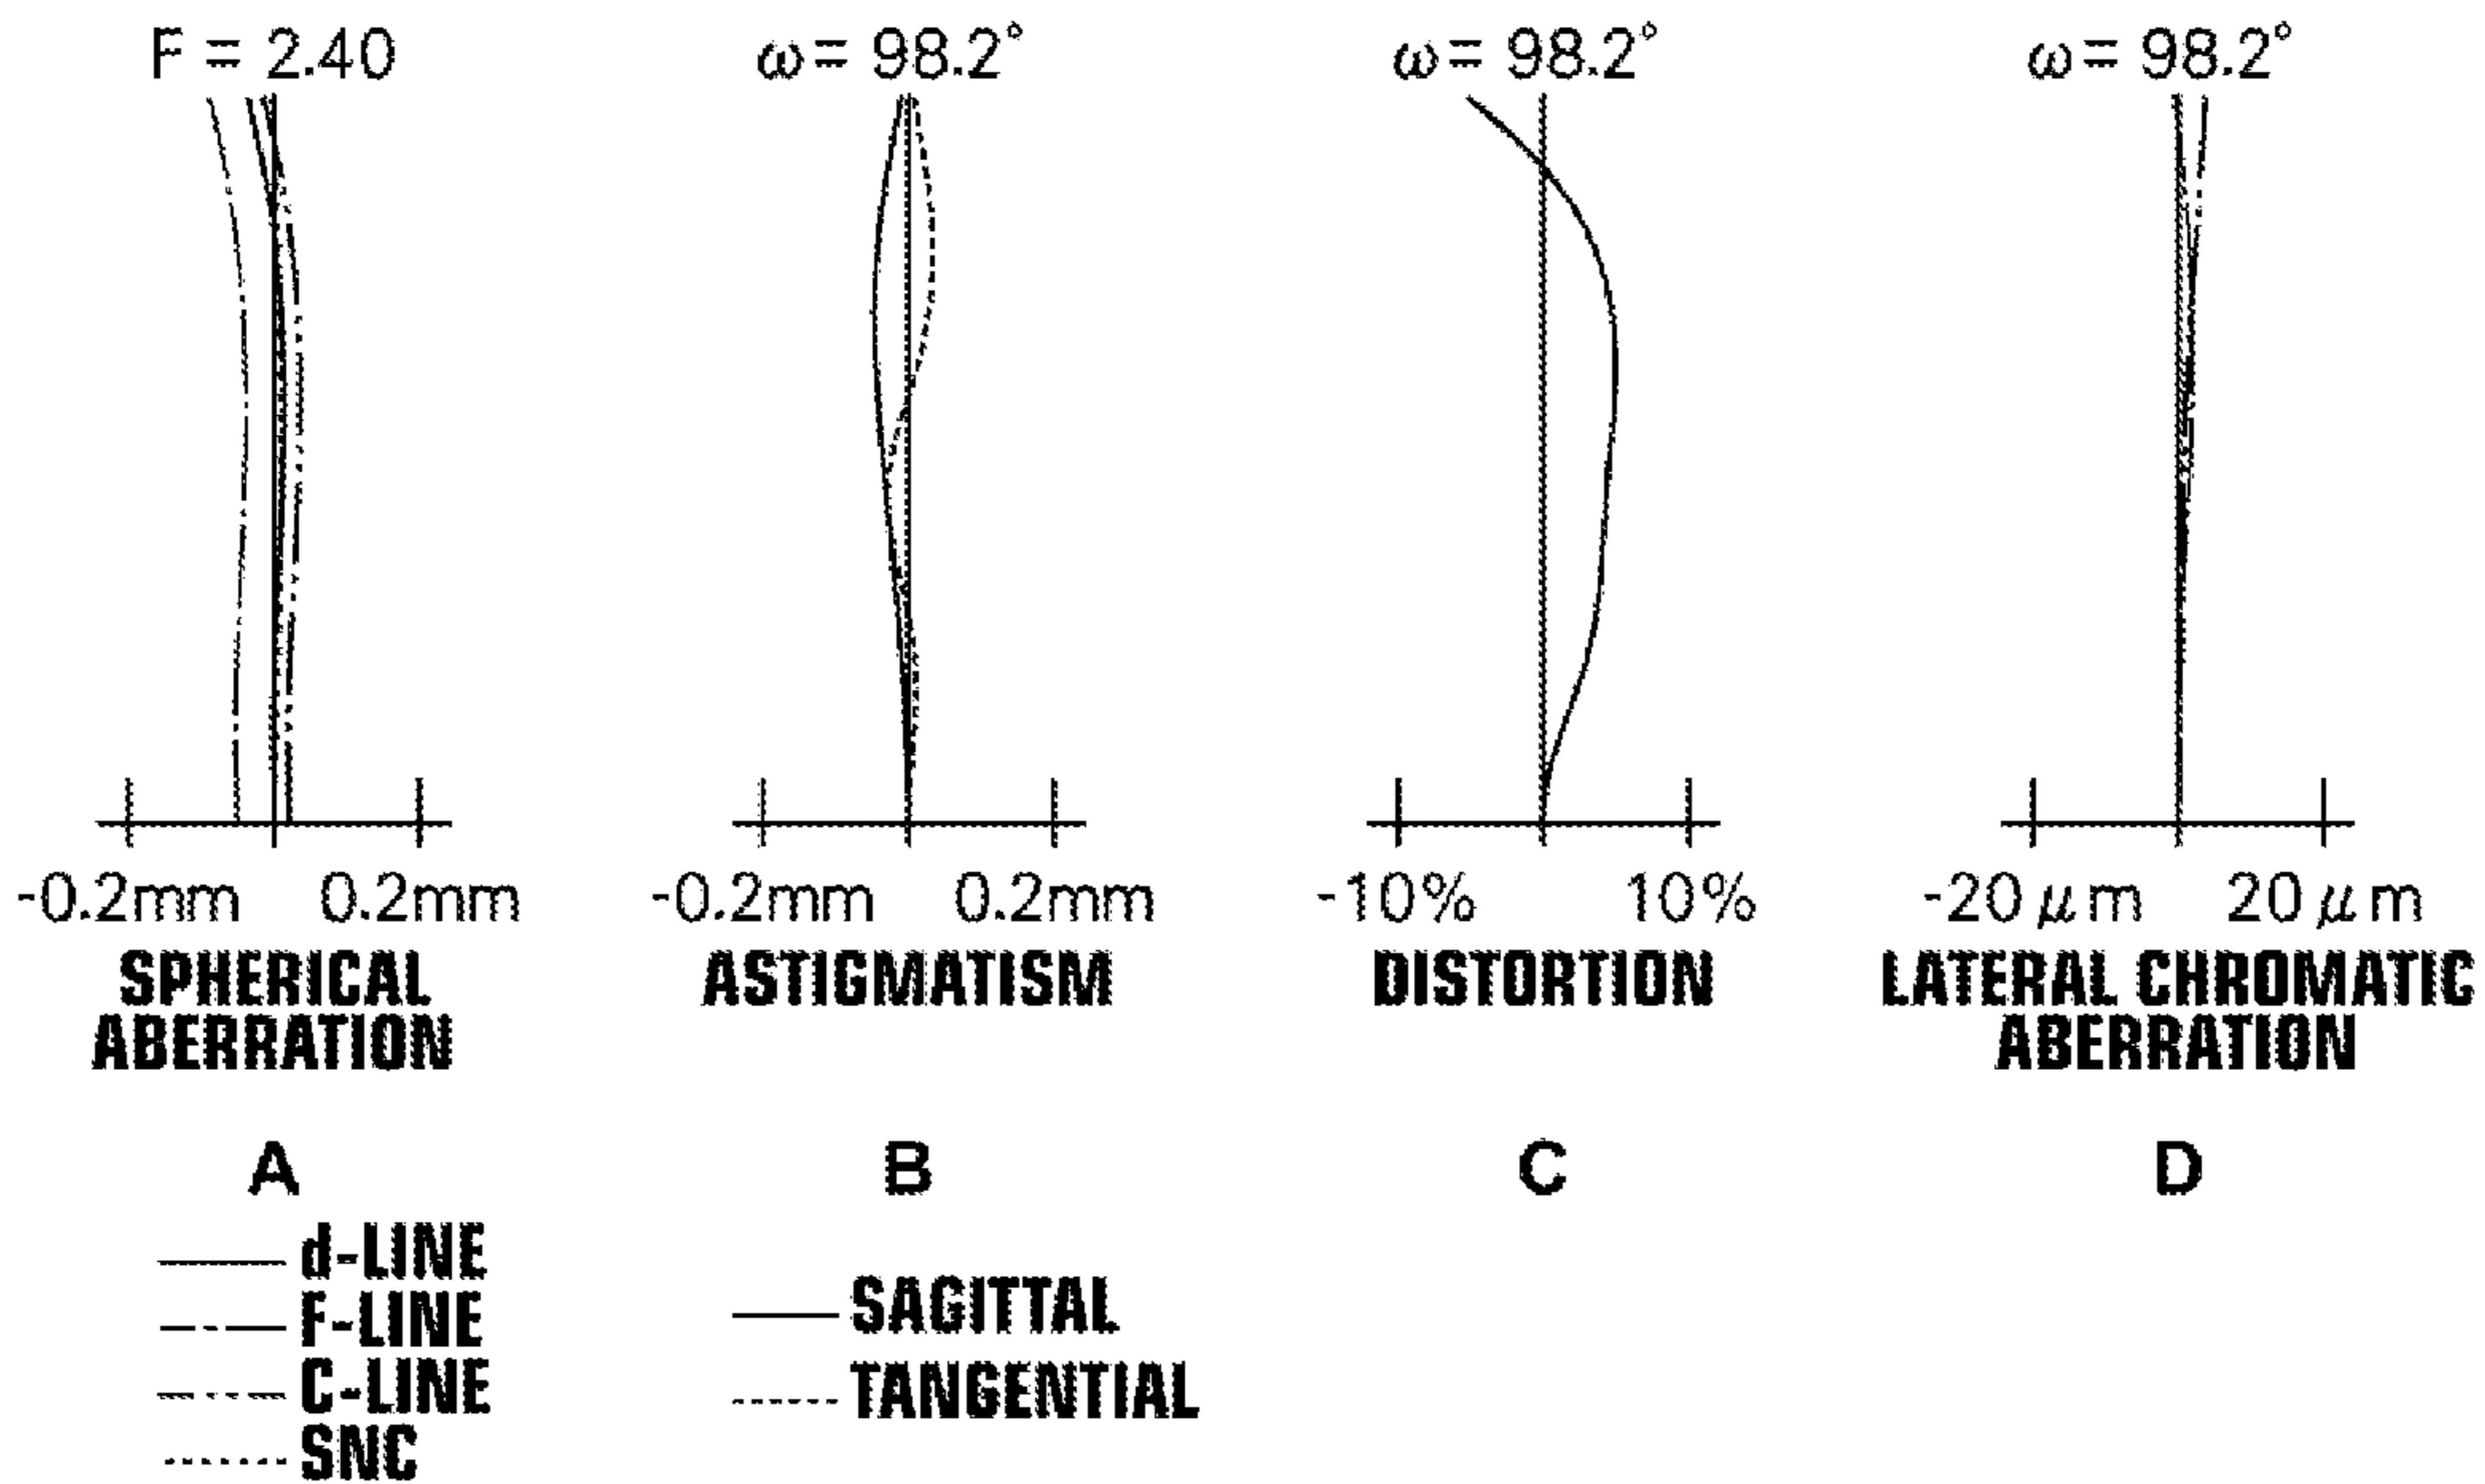 F = 2.40
ω = 98.2°
ω = 98.2°
ω = 98.2°
-0.2mm 0.2mm
-0.2mm 0.2mm
-10% 10%
-20μm 20μm
SPHERICAL
ABERRATION
ASTIGMATISM
DISTORTION
LATERAL CHROMATIC
ABERRATION
A
B
C
D
d-LINE
F-LINE
C-LINE
SNC
SAGITTAL
TANGENTIAL